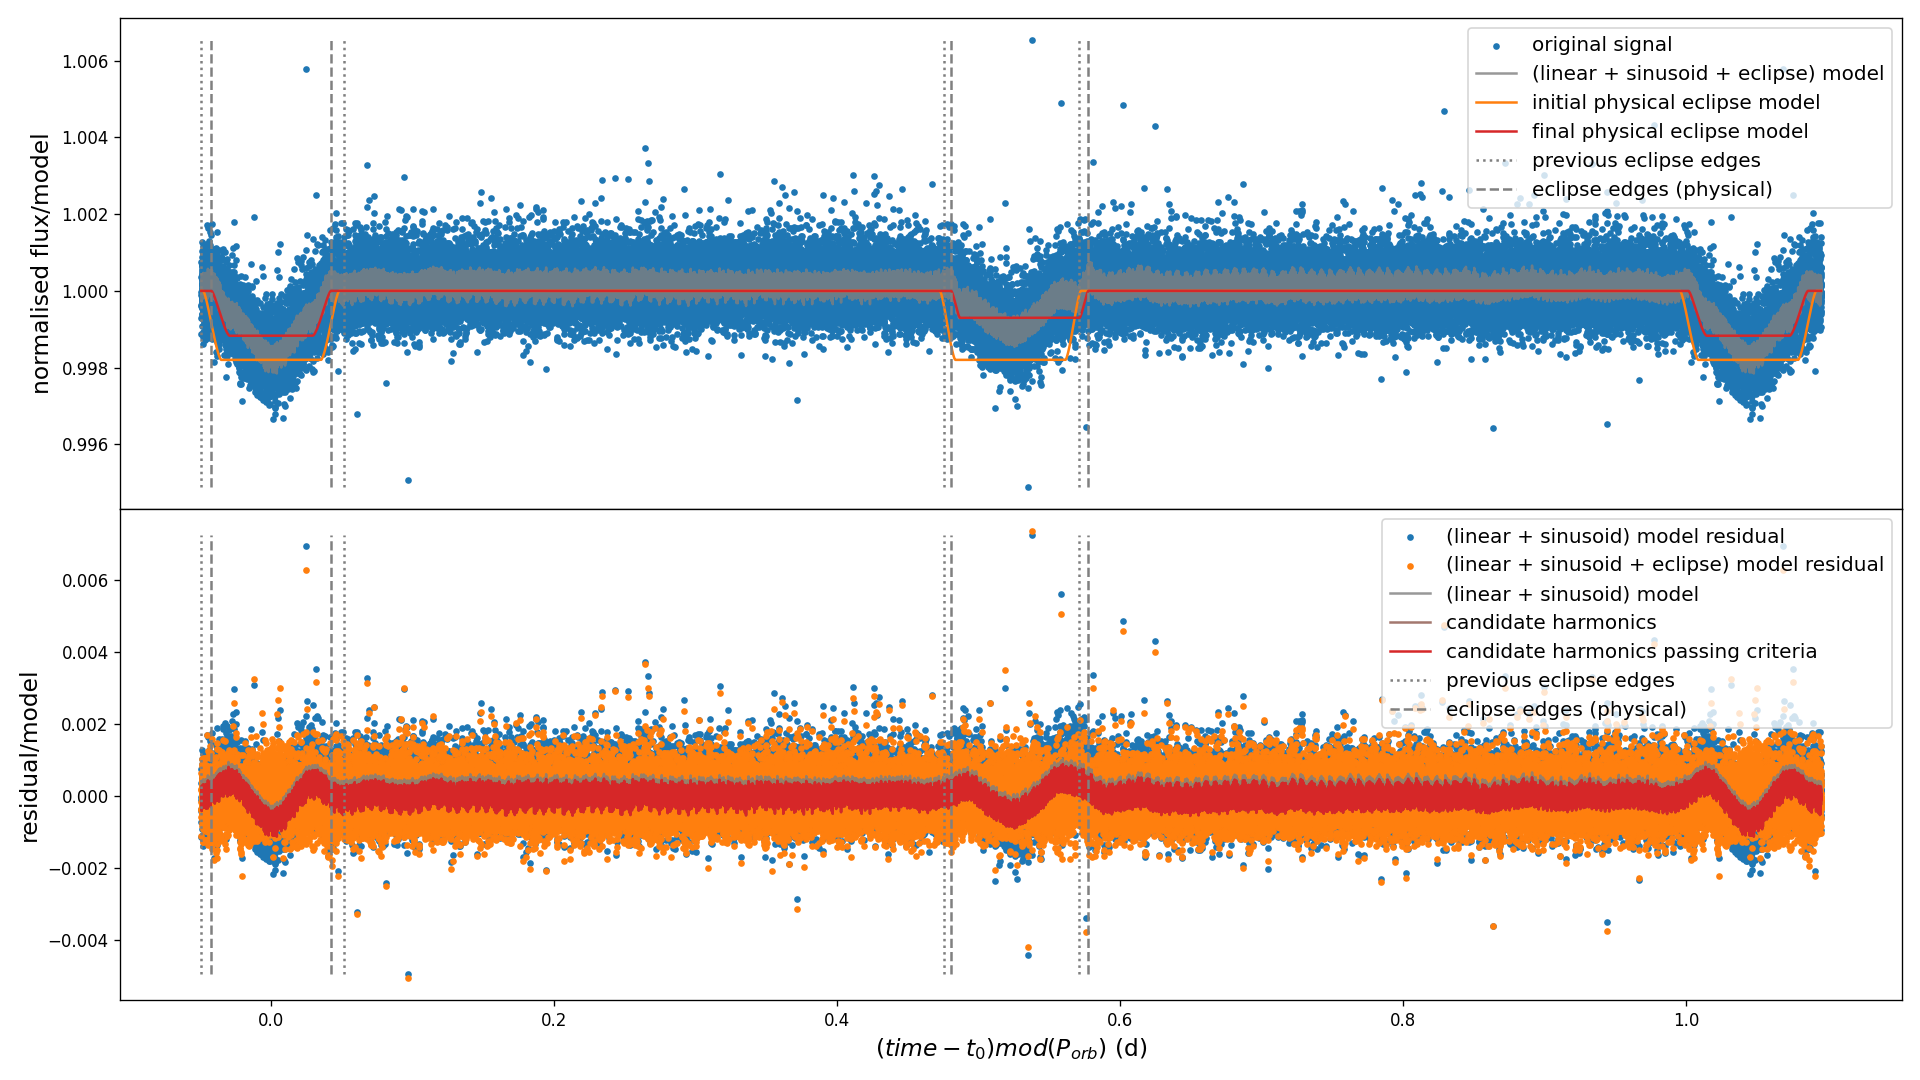 normalised flux/model
1.006
1.004
1.002
1.000
0.998
0.996
original signal
(linear + sinusoid + eclipse) model
initial physical eclipse model
final physical eclipse model
previous eclipse edges
eclipse edges (physical)
residual/model
0.006
0.004
0.002
0.000
−0.002
−0.004
(linear + sinusoid) model residual
(linear + sinusoid + eclipse) model residual
(linear + sinusoid) model
candidate harmonics
candidate harmonics passing criteria
previous eclipse edges
eclipse edges (physical)
0.0 0.2 0.4 0.6 0.8 1.0
(time − t0)mod(Porb) (d)